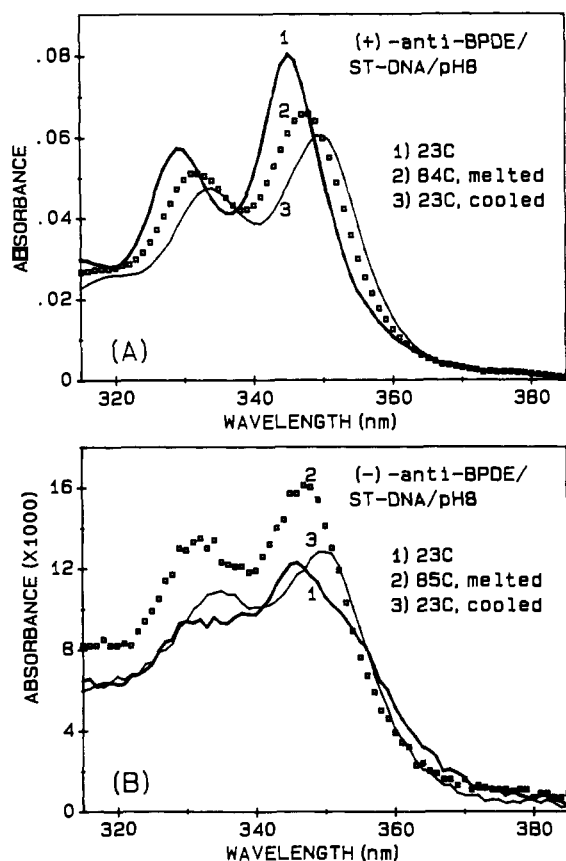 .08
.06
.04
.02
0
ABSORBANCE
1
2
3
(+)-anti-BPDE/
ST-DNA/pH8
1) 23C
2) 84C, melted
3) 23C, cooled
(A)
320
340
360
380
WAVELENGTH (nm)
16
12
8
4
0
ABSORBANCE (X1000)
2
3
1
(-)-anti-BPDE/
ST-DNA/pH8
1) 23C
2) 85C, melted
3) 23C, cooled
(B)
320
340
360
380
WAVELENGTH (nm)